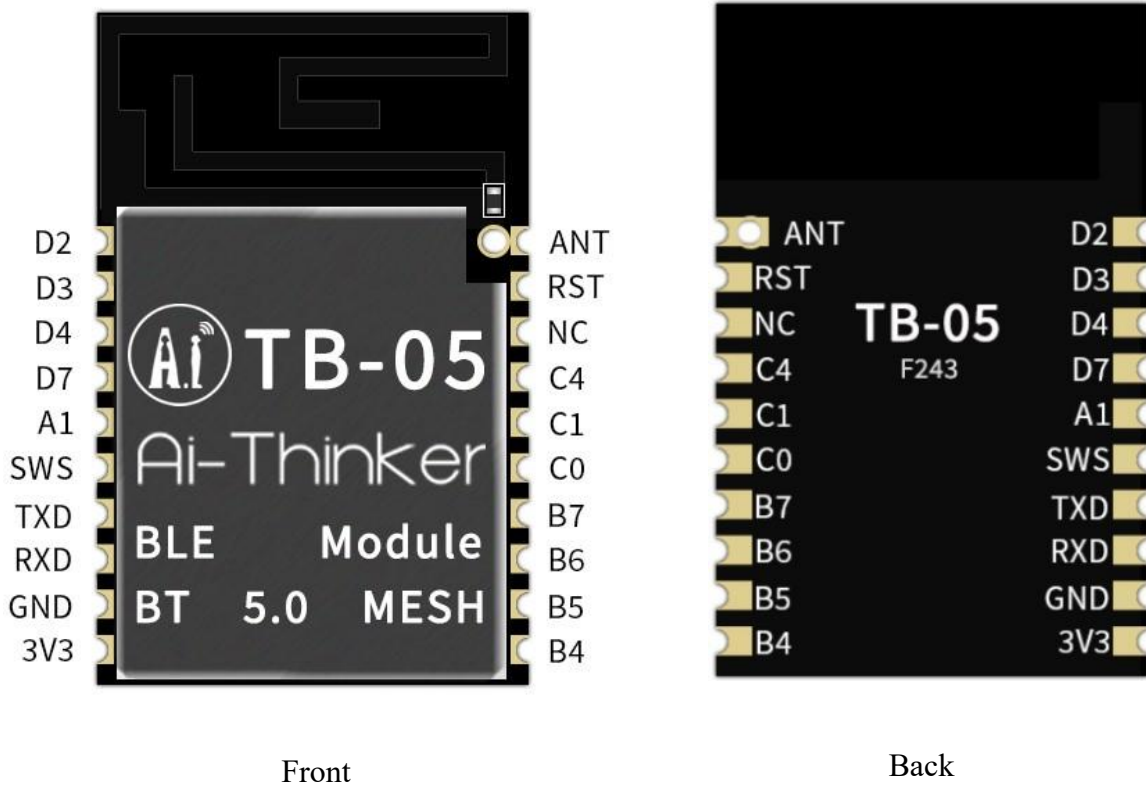 D2
D3
D4
D7
A1
SWS
TXD
RXD
GND
3V3
A.i TB-05
Ai-Thinker
BLE Module
BT 5.0 MESH
ANT
RST
NC
C4
C1
C0
B7
B6
B5
B4
Front
ANT
RST
NC
C4
C1
C0
B7
B6
B5
B4
TB-05
F243
D2
D3
D4
D7
A1
SWS
TXD
RXD
GND
3V3
Back